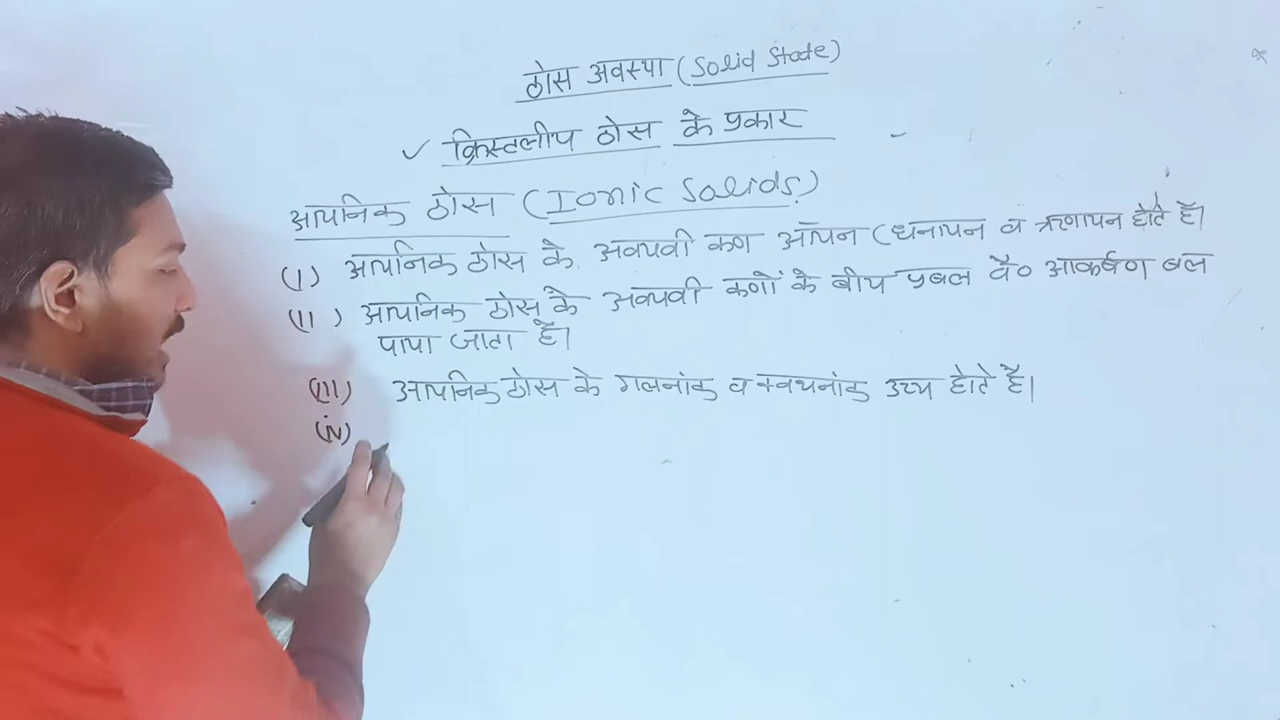 ठोस अवस्था (Solid State)
✓ क्रिस्टलीय ठोस के प्रकार
आयनिक ठोस (Ionic Solids)
(I) आयनिक ठोस के अवयवी कण ऑयन (धनायन व ऋणायन होते हैं।
(II) आयनिक ठोस के अवयवी कणों के बीच प्रबल वै० आकर्षण बल
पाया जाता है।
(III) आयनिक ठोस के गलनांक व क्वथनांक उच्च होते है।
(iv)